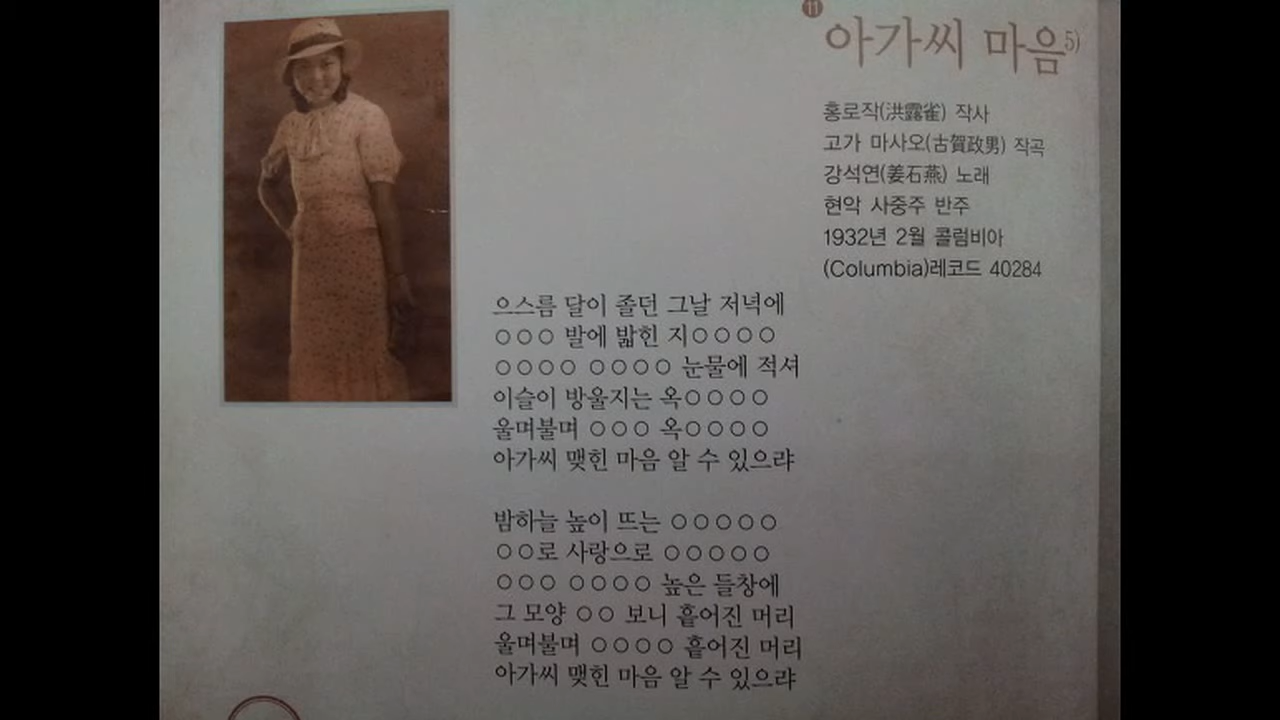 11
아가씨 마음5)
홍로작(洪露雀) 작사
고가 마사오(古賀政男) 작곡
강석연(姜石燕) 노래
현악 사중주 반주
1932년 2월 콜럼비아
(Columbia)레코드 40284
으스름 달이 졸던 그날 저녁에
○○○ 발에 밟힌 지○○○○
○○○○ ○○○○ 눈물에 적셔
이슬이 방울지는 옥○○○○
울며불며 ○○○ 옥○○○○
아가씨 맺힌 마음 알 수 있으랴
밤하늘 높이 뜨는 ○○○○○
○○로 사랑으로 ○○○○○
○○○ ○○○○ 높은 들창에
그 모양 ○○ 보니 흩어진 머리
울며불며 ○○○○ 흩어진 머리
아가씨 맺힌 마음 알 수 있으랴